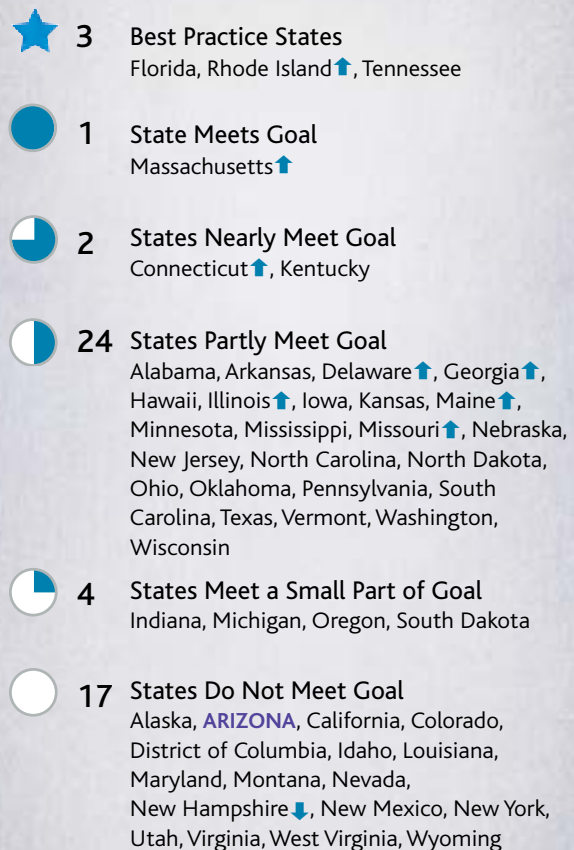 3 Best Practice States
Florida, Rhode Island⬆, Tennessee
1 State Meets Goal
Massachusetts⬆
2 States Nearly Meet Goal
Connecticut⬆, Kentucky
24 States Partly Meet Goal
Alabama, Arkansas, Delaware⬆, Georgia⬆,
Hawaii, Illinois⬆, Iowa, Kansas, Maine⬆,
Minnesota, Mississippi, Missouri⬆, Nebraska,
New Jersey, North Carolina, North Dakota,
Ohio, Oklahoma, Pennsylvania, South
Carolina, Texas, Vermont, Washington,
Wisconsin
4 States Meet a Small Part of Goal
Indiana, Michigan, Oregon, South Dakota
17 States Do Not Meet Goal
Alaska, ARIZONA, California, Colorado,
District of Columbia, Idaho, Louisiana,
Maryland, Montana, Nevada,
New Hampshire⬇, New Mexico, New York,
Utah, Virginia, West Virginia, Wyoming